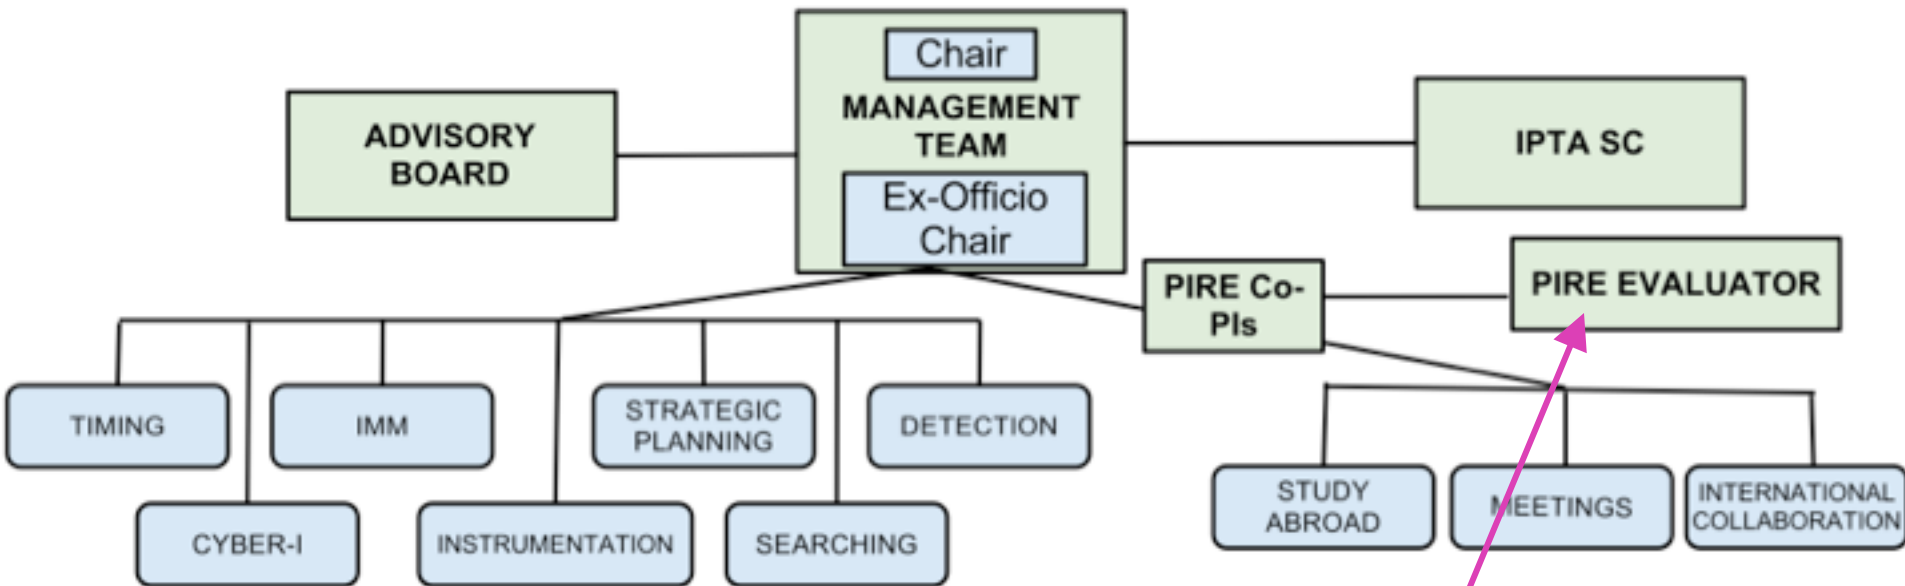 Chair
MANAGEMENT
TEAM
Ex-Officio
Chair
ADVISORY
BOARD
IPTA SC
PIRE Co-
PIs
PIRE EVALUATOR
TIMING
IMM
STRATEGIC
PLANNING
DETECTION
CYBER-I
INSTRUMENTATION
SEARCHING
STUDY
ABROAD
MEETINGS
INTERNATIONAL
COLLABORATION